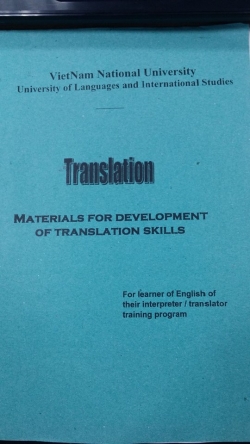 VietNam National University
University of Languages and International Studies
Translation
MATERIALS FOR DEVELOPMENT
OF TRANSLATION SKILLS
For learner of English of
their interpreter / translator
training program